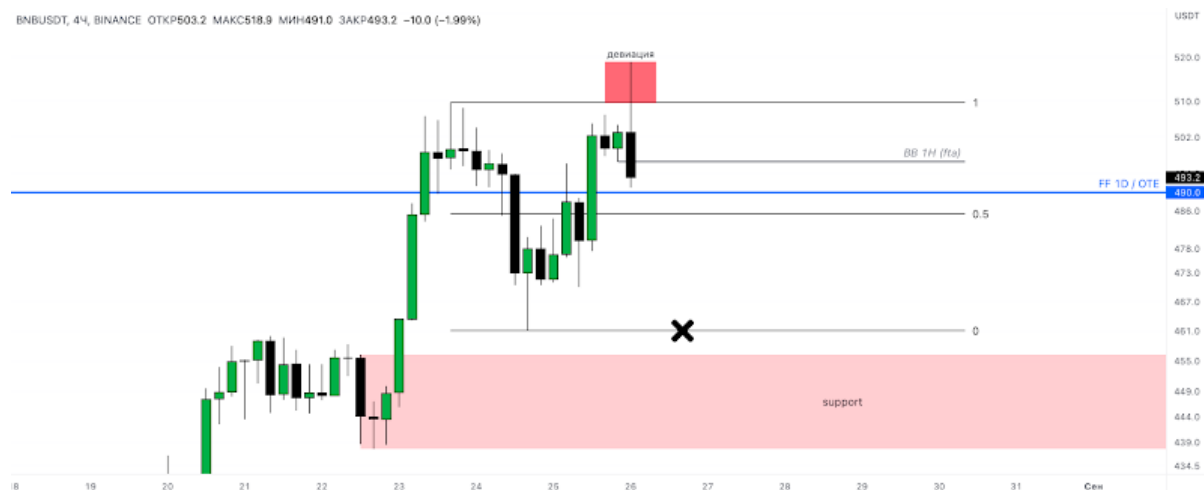 BNBUSDT, 4Ч, BINANCE ОТКР503.2 МАКС518.9 МИН491.0 ЗАКР493.2 −10.0 (−1.99%)
USDT
девиация
520.0
510.0
1
502.0
BB 1H (fta)
493.2
FF 1D / OTE
490.0
486.0
0.5
478.0
473.0
467.0
461.0
0
455.0
449.0
support
444.0
439.0
434.5
18 19 20 21 22 23 24 25 26 27 28 29 30 31 Сен